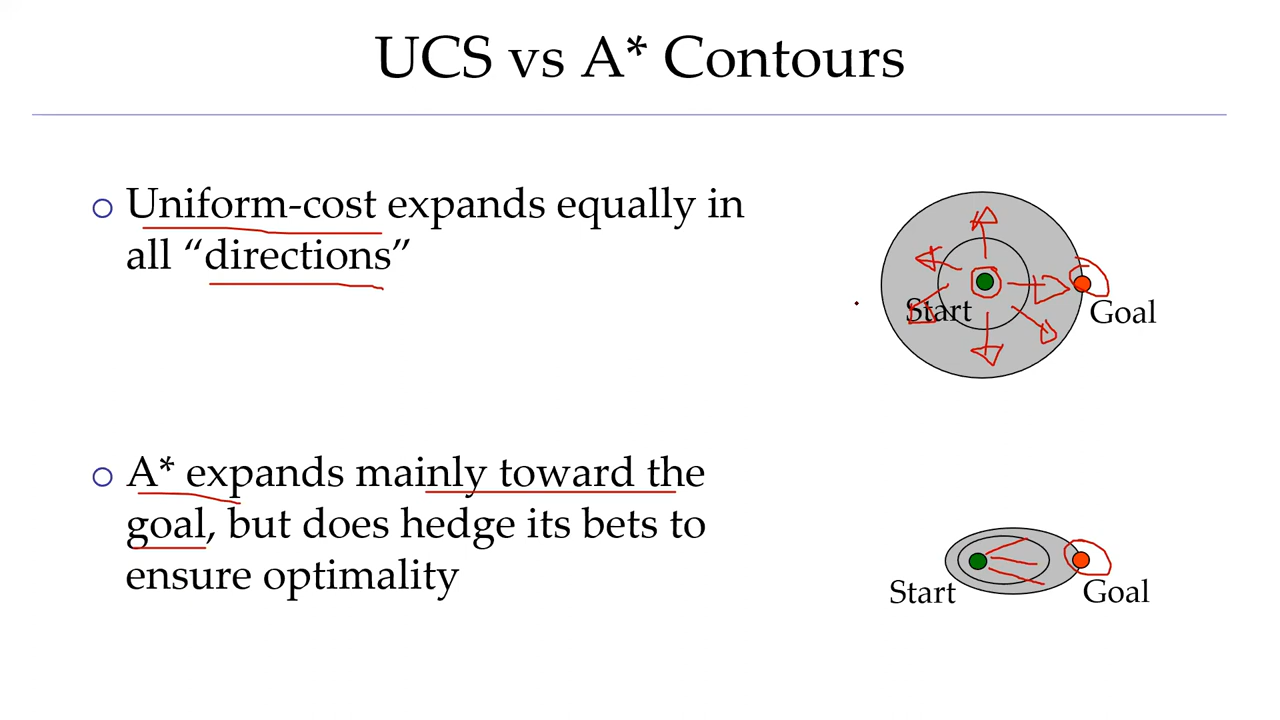 UCS vs A* Contours
Uniform-cost expands equally in
all “directions”
Start
Goal
A* expands mainly toward the
goal, but does hedge its bets to
ensure optimality
Start
Goal